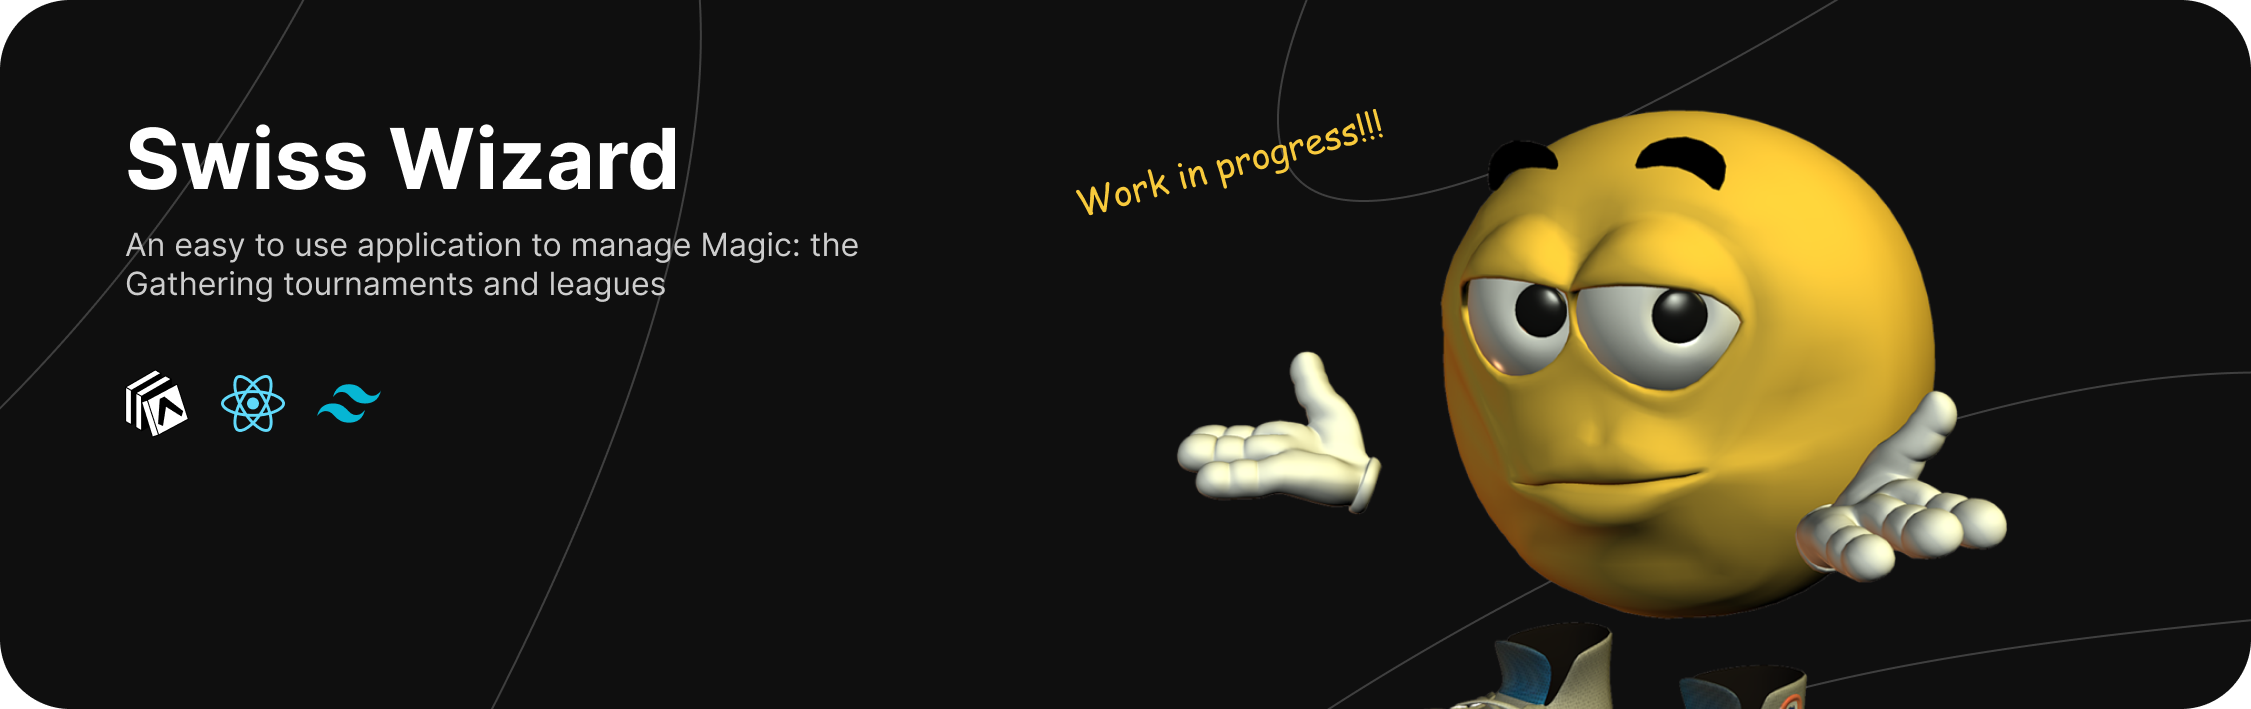 Swiss Wizard
An easy to use application to manage Magic: the
Gathering tournaments and leagues
Work in progress!!!